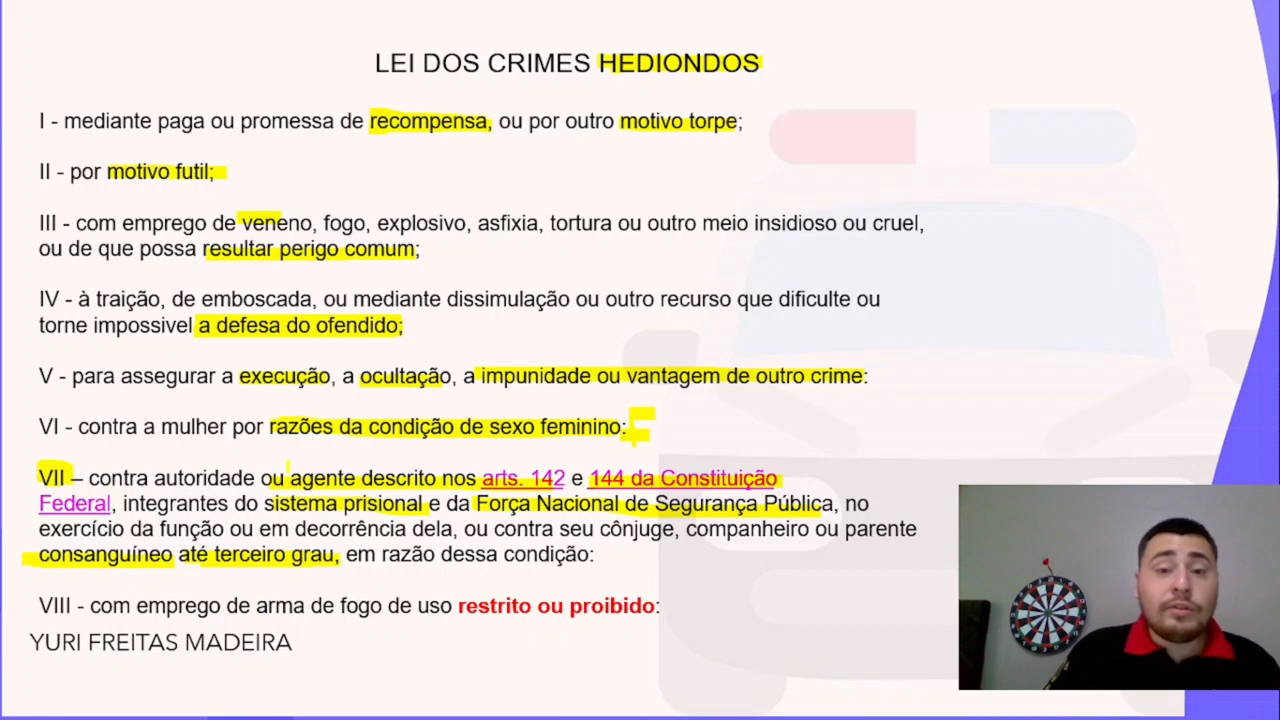 LEI DOS CRIMES HEDIONDOS
I - mediante paga ou promessa de recompensa, ou por outro motivo torpe;
II - por motivo futil;
III - com emprego de veneno, fogo, explosivo, asfixia, tortura ou outro meio insidioso ou cruel,
ou de que possa resultar perigo comum;
IV - à traição, de emboscada, ou mediante dissimulação ou outro recurso que dificulte ou
torne impossivel a defesa do ofendido;
V - para assegurar a execução, a ocultação, a impunidade ou vantagem de outro crime:
VI - contra a mulher por razões da condição de sexo feminino:
VII – contra autoridade ou agente descrito nos arts. 142 e 144 da Constituição
Federal, integrantes do sistema prisional e da Força Nacional de Segurança Pública, no
exercício da função ou em decorrência dela, ou contra seu cônjuge, companheiro ou parente
consanguíneo até terceiro grau, em razão dessa condição:
VIII - com emprego de arma de fogo de uso restrito ou proibido:
YURI FREITAS MADEIRA